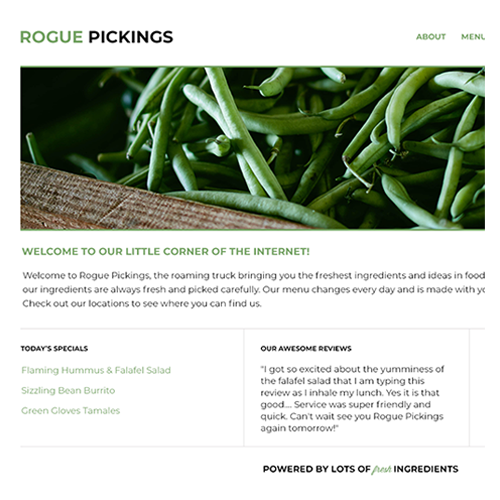 ROGUE PICKINGS
ABOUT MENU
WELCOME TO OUR LITTLE CORNER OF THE INTERNET!
Welcome to Rogue Pickings, the roaming truck bringing you the freshest ingredients and ideas in food
our ingredients are always fresh and picked carefully. Our menu changes every day and is made with
Check out our locations to see where you can find us.
TODAY'S SPECIALS
Flaming Hummus & Falafel Salad
Sizzling Bean Burrito
Green Gloves Tamales
OUR AWESOME REVIEWS
"I got so excited about the yumminess of
the falafel salad that I am typing this
review as I inhale my lunch. Yes it is that
good.... Service was super friendly and
quick. Can't wait see you Rogue Pickings
again tomorrow!"
POWERED BY LOTS OF fresh INGREDIENTS